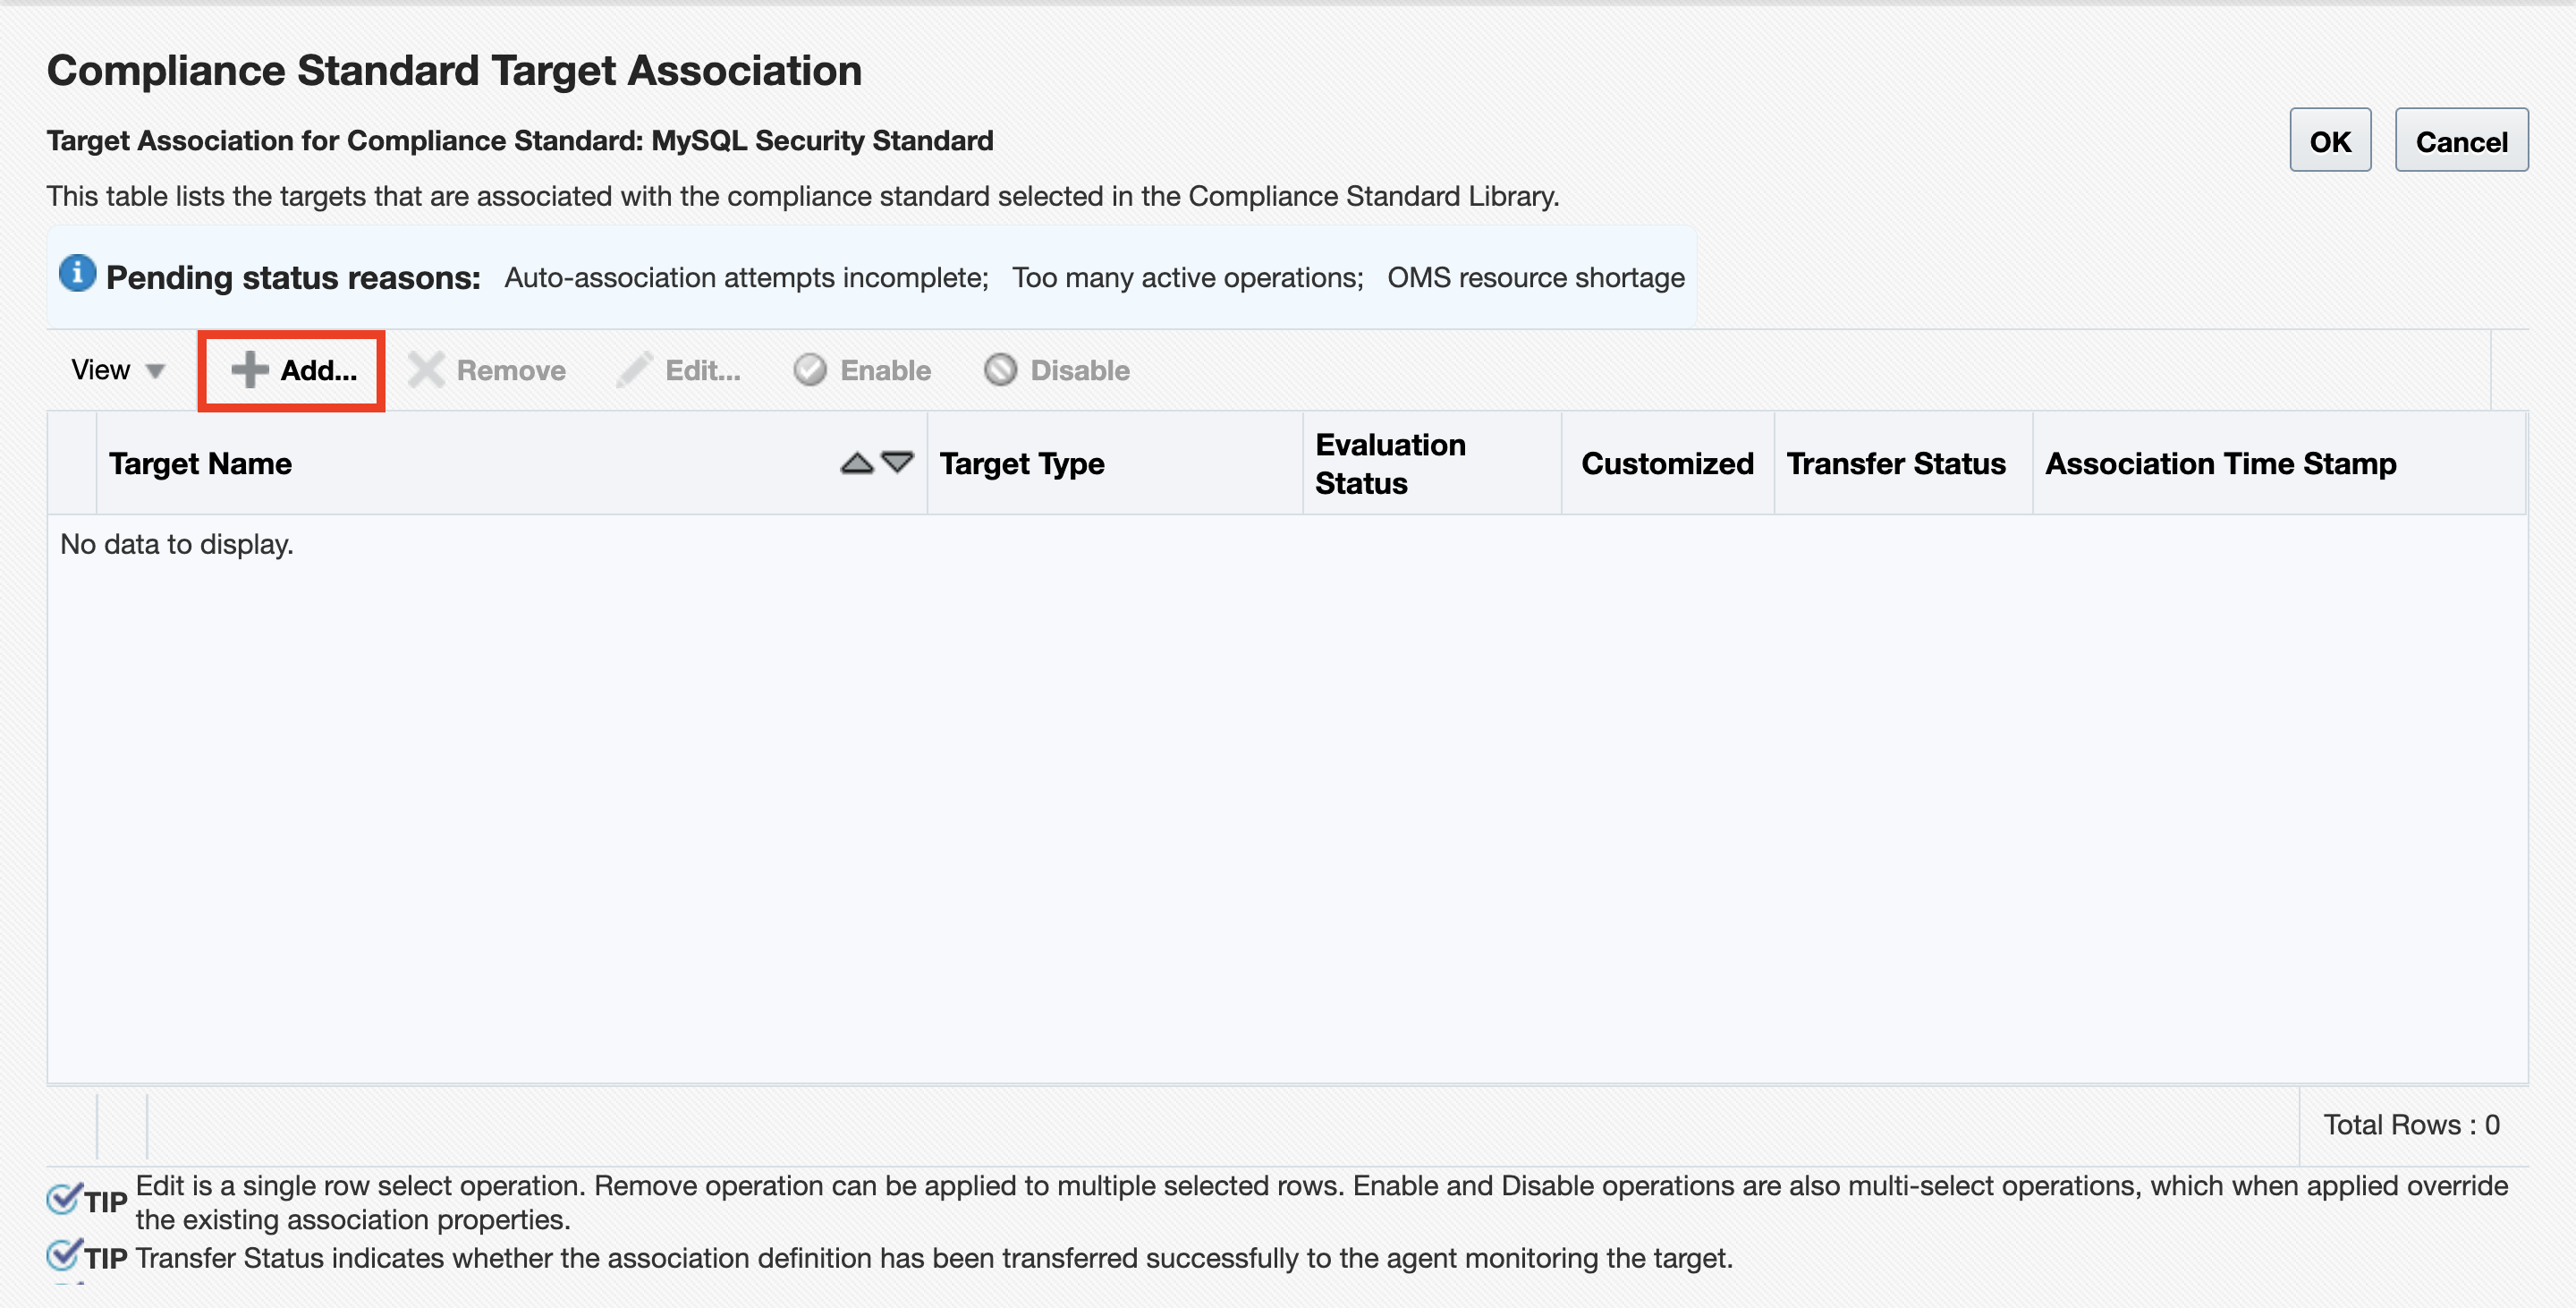 Compliance Standard Target Association
Target Association for Compliance Standard: MySQL Security Standard
OK Cancel
This table lists the targets that are associated with the compliance standard selected in the Compliance Standard Library.
Pending status reasons: Auto-association attempts incomplete; Too many active operations; OMS resource shortage
View Add... Remove Edit... Enable Disable
Target Name Target Type Evaluation Status Customized Transfer Status Association Time Stamp
No data to display.
Total Rows : 0
TIP Edit is a single row select operation. Remove operation can be applied to multiple selected rows. Enable and Disable operations are also multi-select operations, which when applied override
the existing association properties.
TIP Transfer Status indicates whether the association definition has been transferred successfully to the agent monitoring the target.